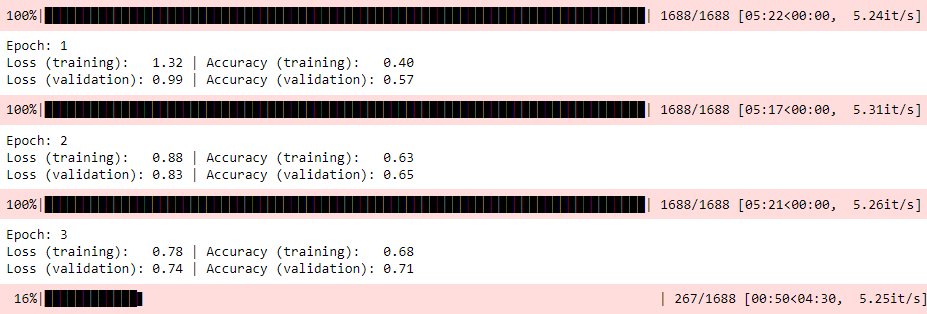 100%| | 1688/1688 [05:22<00:00, 5.24it/s]
Epoch: 1
Loss (training): 1.32 | Accuracy (training): 0.40
Loss (validation): 0.99 | Accuracy (validation): 0.57
100%| | 1688/1688 [05:17<00:00, 5.31it/s]
Epoch: 2
Loss (training): 0.88 | Accuracy (training): 0.63
Loss (validation): 0.83 | Accuracy (validation): 0.65
100%| | 1688/1688 [05:21<00:00, 5.26it/s]
Epoch: 3
Loss (training): 0.78 | Accuracy (training): 0.68
Loss (validation): 0.74 | Accuracy (validation): 0.71
16%| | 267/1688 [00:50<04:30, 5.25it/s]